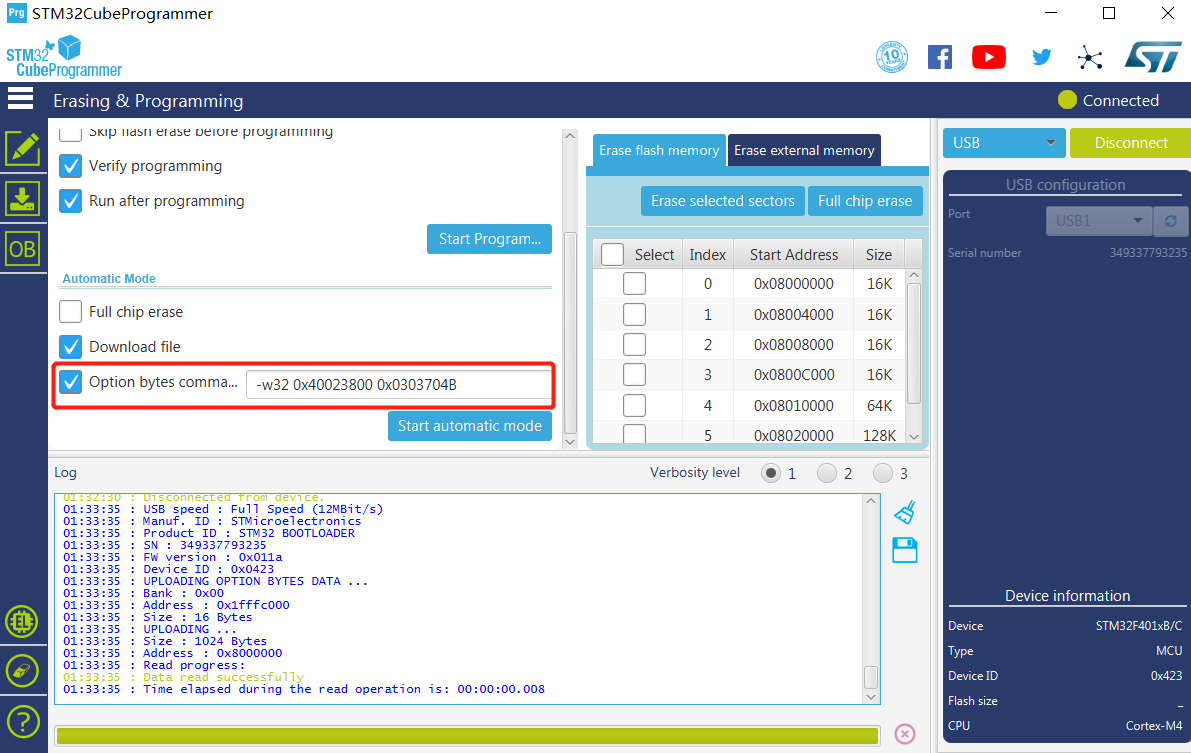 Prg STM32CubeProgrammer
STM32
CubeProgrammer
10
YEARS
ST
Erasing & Programming
Connected
OB
Skip flash erase before programming
Verify programming
Run after programming
Start Program...
Automatic Mode
Full chip erase
Download file
Option bytes comma... -w32 0x40023800 0x0303704B
Start automatic mode
Erase flash memory Erase external memory
Erase selected sectors Full chip erase
Select Index Start Address Size
0 0x08000000 16K
1 0x08004000 16K
2 0x08008000 16K
3 0x0800C000 16K
4 0x08010000 64K
5 0x08020000 128K
Log Verbosity level 1 2 3
01:32:30 : Disconnected from device.
01:33:35 : USB speed : Full Speed (12MBit/s)
01:33:35 : Manuf. ID : STMicroelectronics
01:33:35 : Product ID : STM32 BOOTLOADER
01:33:35 : SN : 349337793235
01:33:35 : FW version : 0x011a
01:33:35 : Device ID : 0x0423
01:33:35 : UPLOADING OPTION BYTES DATA ...
01:33:35 : Bank : 0x00
01:33:35 : Address : 0x1fffc000
01:33:35 : Size : 16 Bytes
01:33:35 : UPLOADING ...
01:33:35 : Size : 1024 Bytes
01:33:35 : Address : 0x8000000
01:33:35 : Read progress:
01:33:35 : Data read successfully
01:33:35 : Time elapsed during the read operation is: 00:00:00.008
USB Disconnect
USB configuration
Port USB1
Serial number 349337793235
Device information
Device STM32F401xB/C
Type MCU
Device ID 0x423
Flash size _
CPU Cortex-M4